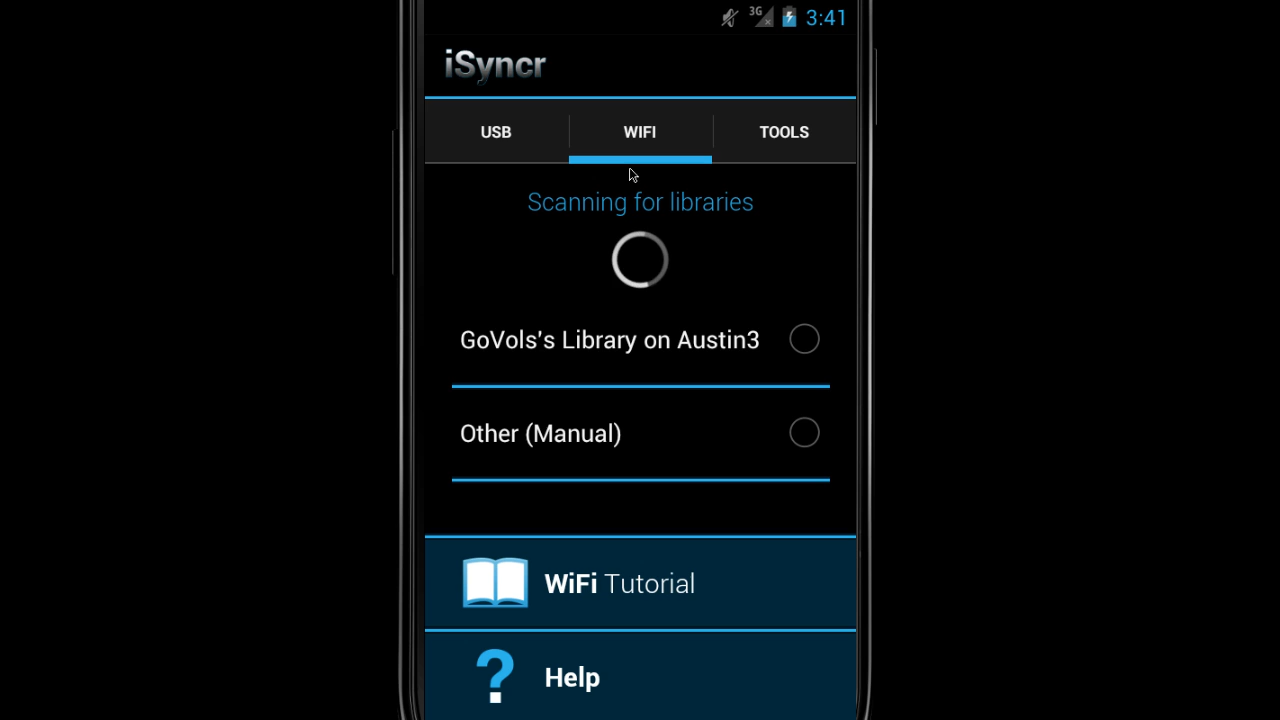 3G
3:41
iSyncr
USB
WIFI
TOOLS
Scanning for libraries
GoVols's Library on Austin3
Other (Manual)
WiFi Tutorial
? Help